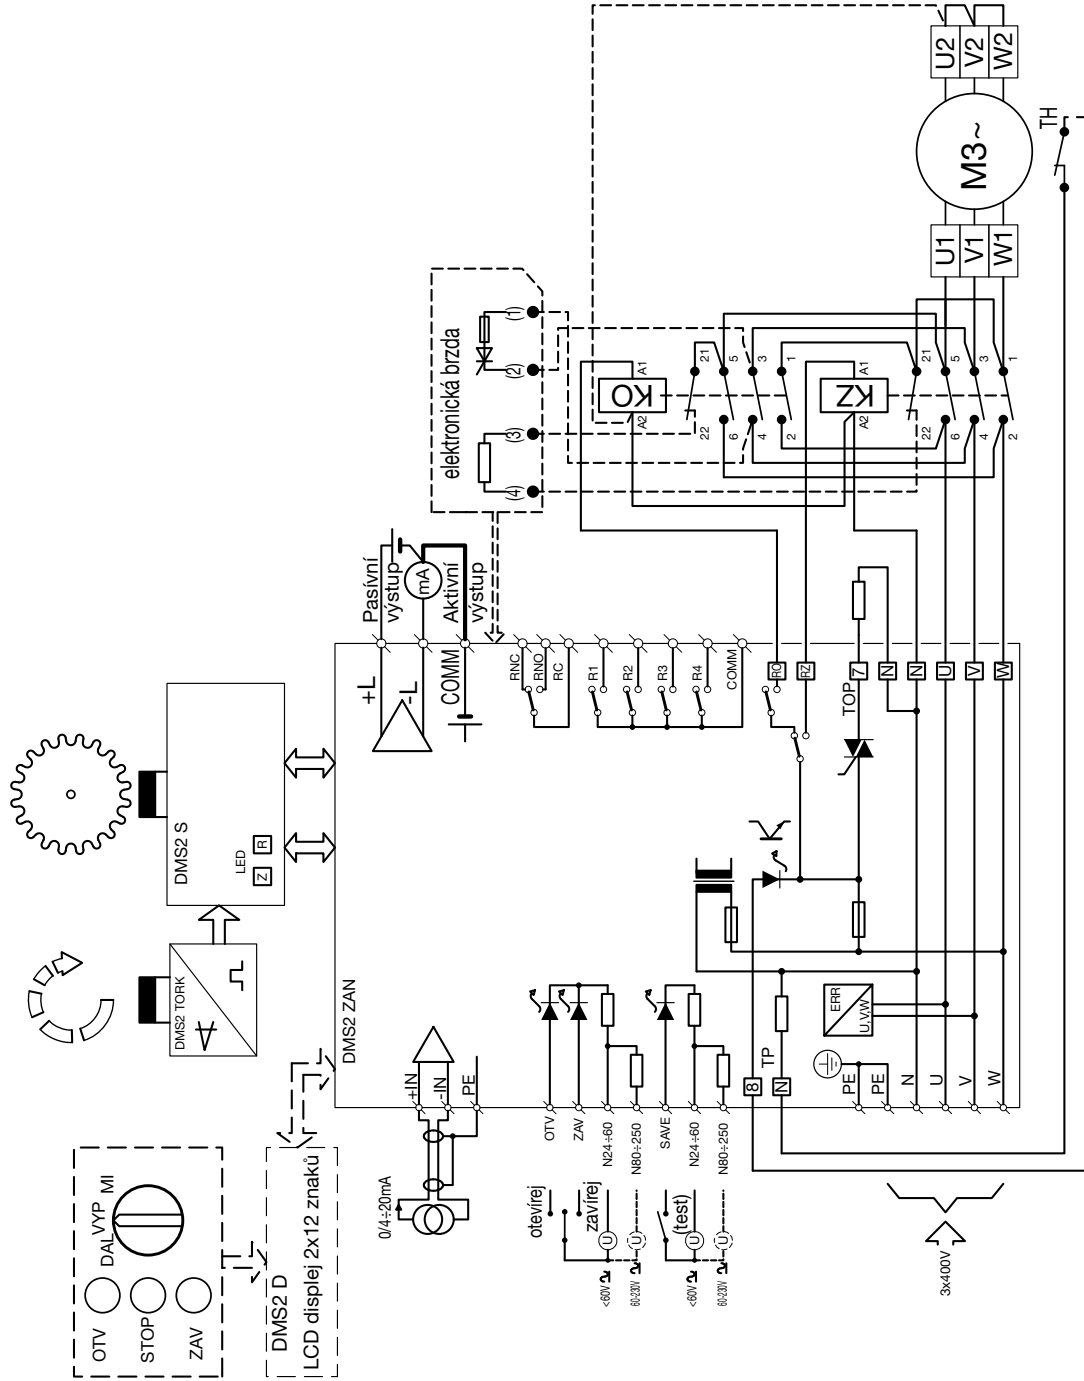 OTV
STOP
ZAV
DAL
VYP
MI
DMS2 D
LCD displej 2x12 znaků
DMS2 TORK
DMS2 S
LED
Z
R
DMS2 ZAN
0/4÷20mA
+IN
-IN
PE
+L
-L
COMM
Pasívní
výstup
mA
Aktivní
výstup
elektronická brzda
(4)
(3)
(2)
(1)
RNC
RNO
RC
R1
R2
R3
R4
COMM
RO
RZ
TOP
7
N
N
U
V
W
otevírej
zavírej
(test)
OTV
ZAV
N24÷60
N80÷250
SAVE
N24÷60
N80÷250
U
U
U
U
<60V
60-230V
<60V
60-230V
8
N
TP
ERR
U,V,W
PE
PE
N
U
V
W
3x400V
KO
A1
A2
21
5
3
1
22
6
4
2
KZ
A1
A2
21
5
3
1
22
6
4
2
U1
V1
W1
M3~
U2
V2
W2
TH